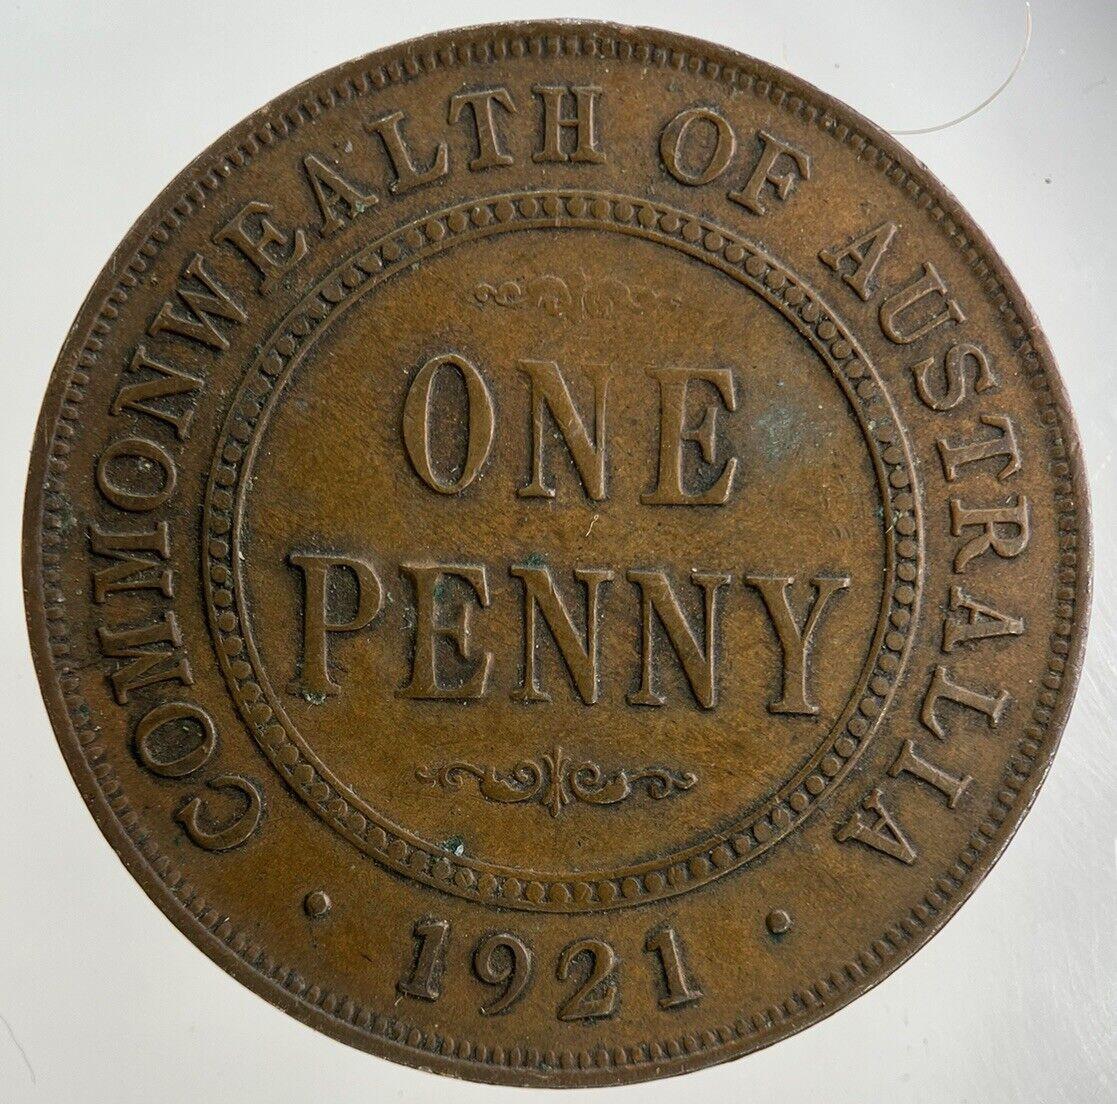 COMMONWEALTH OF AUSTRALIA
ONE
PENNY
· 1921 ·